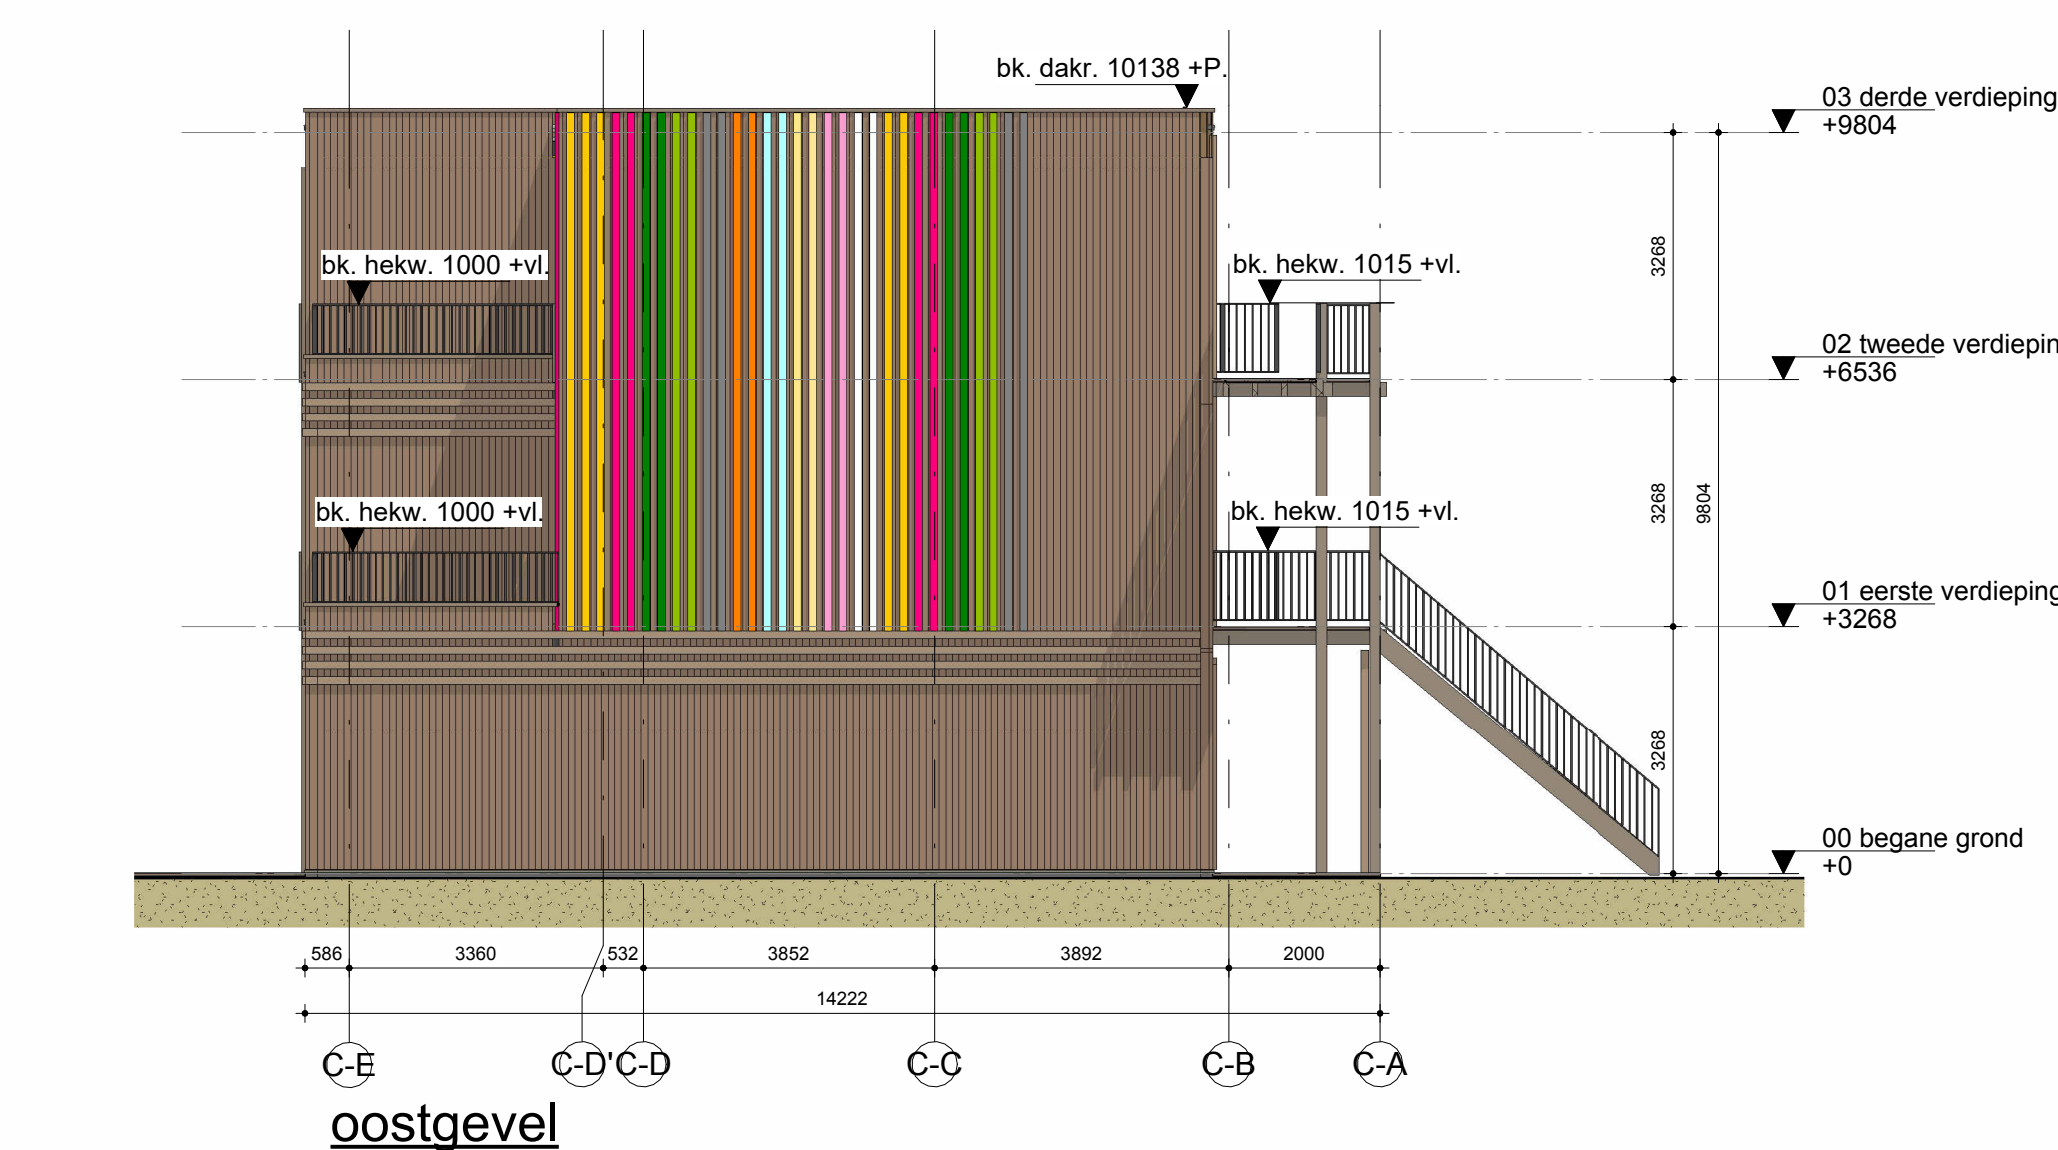 bk. dakr. 10138 +P.
03 derde verdieping
+9804
bk. hekw. 1000 +vl.
bk. hekw. 1015 +vl.
3268
02 tweede verdiepin
+6536
bk. hekw. 1000 +vl.
bk. hekw. 1015 +vl.
3268
9804
01 eerste verdieping
+3268
3268
00 begane grond
+0
586 3360 532 3852 3892 2000
14222
C-E C-D' C-D C-C C-B C-A
oostgevel